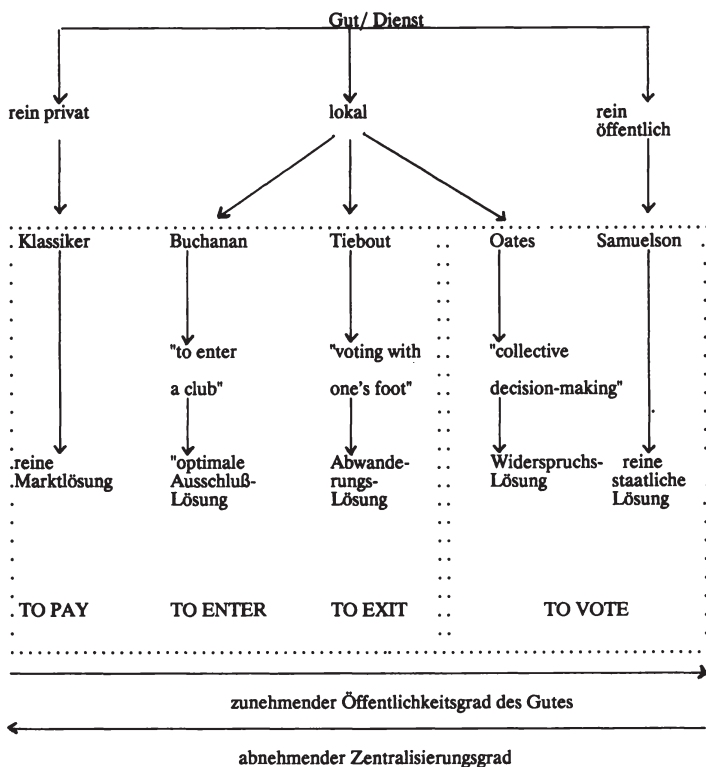 Gut/ Dienst
rein privat
lokal
rein
öffentlich
Klassiker
Buchanan
Tiebout
Oates
Samuelson
"to enter
a club"
"voting with
one's foot"
"collective
decision-making"
reine
Marktlösung
"optimale
Ausschluß-
Lösung
Abwande-
rungs-
Lösung
Widerspruchs-
Lösung
reine
staatliche
Lösung
TO PAY
TO ENTER
TO EXIT
TO VOTE
zunehmender Öffentlichkeitsgrad des Gutes
abnehmender Zentralisierungsgrad